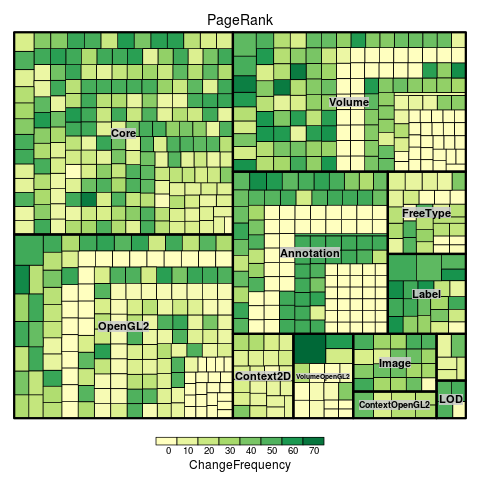 PageRank
Core
Volume
FreeType
Annotation
Label
OpenGL2
Context2D
VolumeOpenGL2
Image
ContextOpenGL2
LOD
0 10 20 30 40 50 60 70
ChangeFrequency